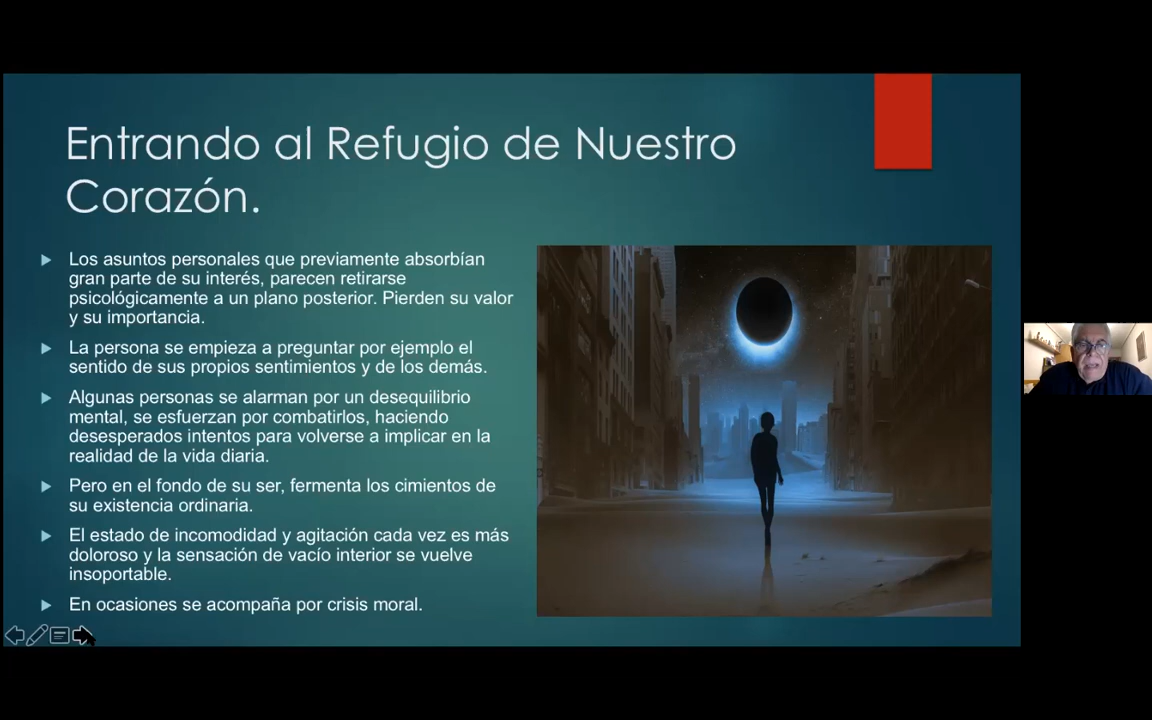 Entrando al Refugio de Nuestro
Corazón.
Los asuntos personales que previamente absorbían
gran parte de su interés, parecen retirarse
psicológicamente a un plano posterior. Pierden su valor
y su importancia.
La persona se empieza a preguntar por ejemplo el
sentido de sus propios sentimientos y de los demás.
Algunas personas se alarman por un desequilibrio
mental, se esfuerzan por combatirlos, haciendo
desesperados intentos para volverse a implicar en la
realidad de la vida diaria.
Pero en el fondo de su ser, fermenta los cimientos de
su existencia ordinaria.
El estado de incomodidad y agitación cada vez es más
doloroso y la sensación de vacío interior se vuelve
insoportable.
En ocasiones se acompaña por crisis moral.